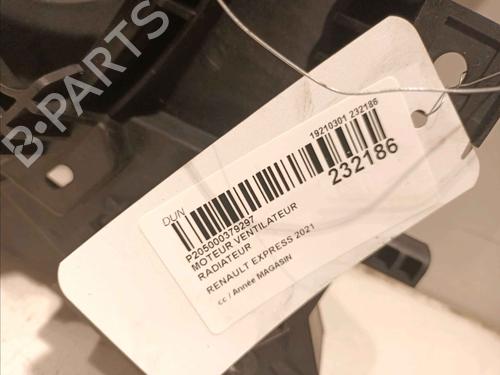 B-PARTS
DUN
19210301 232186
232186
P205000379297
MOTEUR VENTILATEUR
RADIATEUR
RENAULT EXPRESS 2021
cc / Année MAGASIN